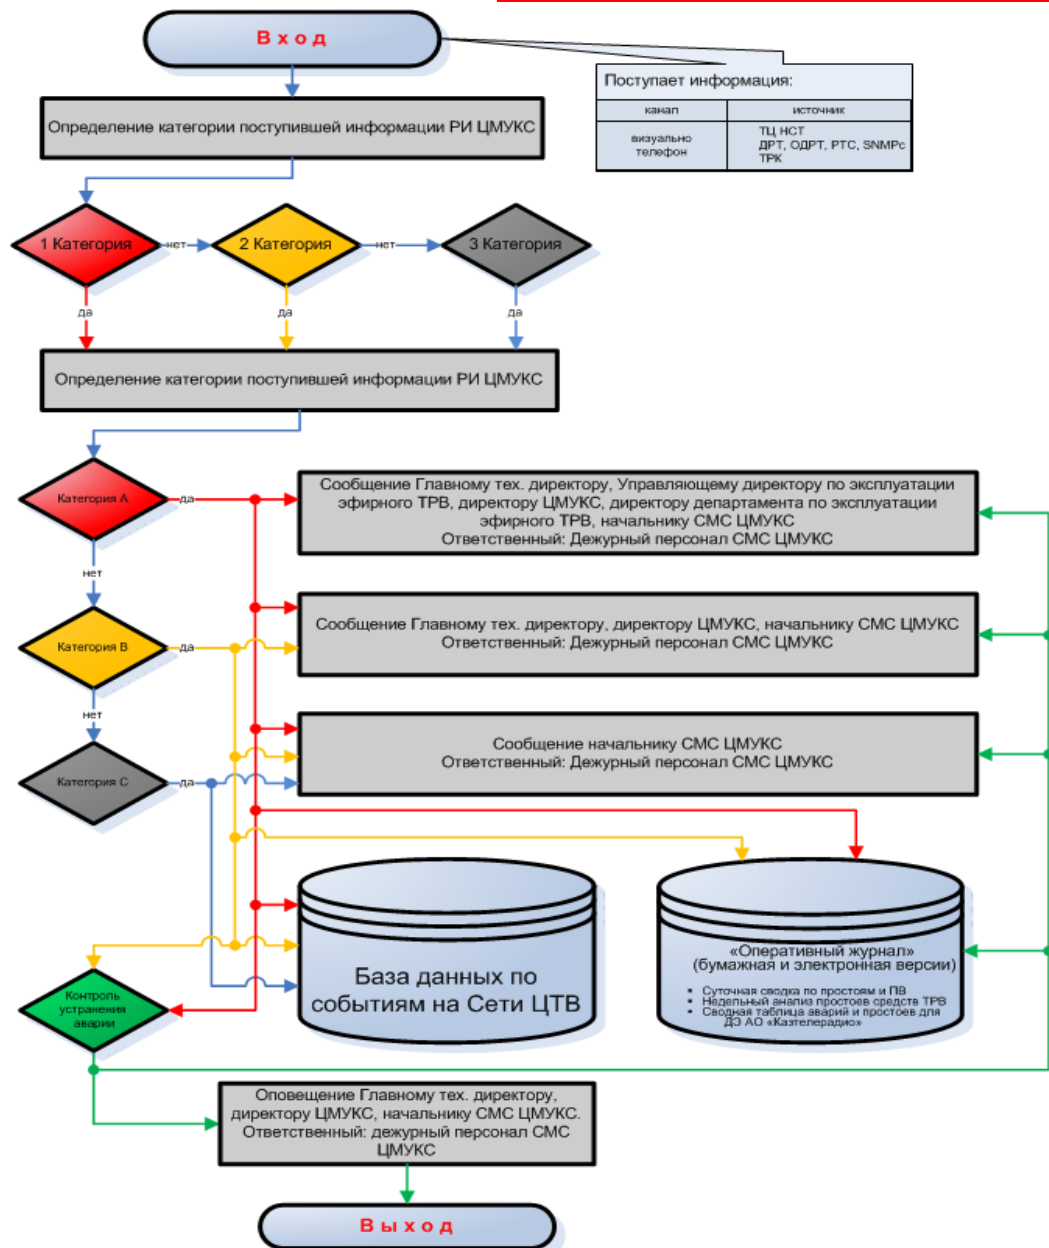 Вход
Поступает информация:
канал
источник
визуально
телефон
ТЦ НСТ
ДРТ, ОДРТ, РТС, SNMPc
ТРК
Определение категории поступившей информации РИ ЦМУКС
1 Категория
нет
2 Категория
нет
3 Категория
да
да
да
Определение категории поступившей информации РИ ЦМУКС
Категория А
да
Сообщение Главному тех. директору, Управляющему директору по эксплуатации
эфирного ТРВ, директору ЦМУКС, директору департамента по эксплуатации
эфирного ТРВ, начальнику СМС ЦМУКС
Ответственный: Дежурный персонал СМС ЦМУКС
нет
Категория В
да
Сообщение Главному тех. директору, директору ЦМУКС, начальнику СМС ЦМУКС
Ответственный: Дежурный персонал СМС ЦМУКС
нет
Категория С
да
Сообщение начальнику СМС ЦМУКС
Ответственный: Дежурный персонал СМС ЦМУКС
База данных по
событиям на Сети ЦТВ
«Оперативный журнал»
(бумажная и электронная версии)
▪ Суточная сводка по простоям и ПВ
▪ Недельный анализ простоев средств ТРВ
▪ Сводная таблица аварий и простоев для
ДЭ АО «Казтелерадио»
Контроль
устранения
аварии
Оповещение Главному тех. директору,
директору ЦМУКС, начальнику СМС ЦМУКС.
Ответственный: дежурный персонал СМС
ЦМУКС
Выход